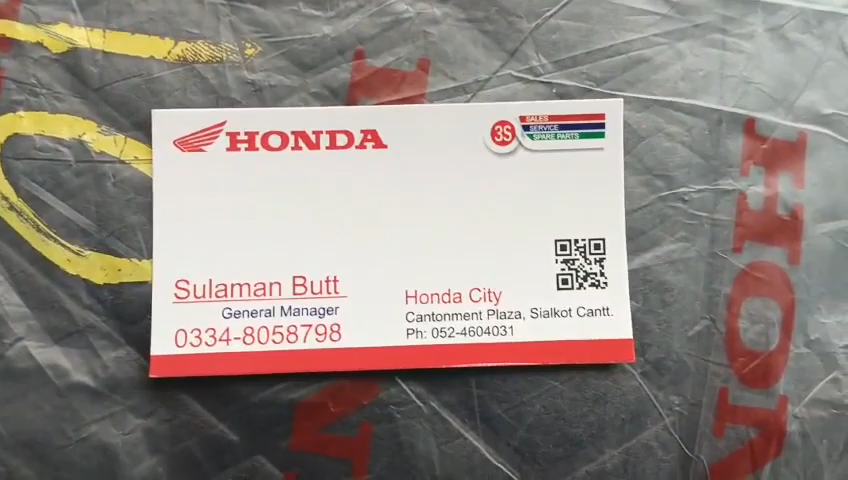 HONDA
3S
SALES
SERVICE
SPARE PARTS
Sulaman Butt
General Manager
0334-8058798
Honda City
Cantonment Plaza, Sialkot Cantt.
Ph: 052-4604031